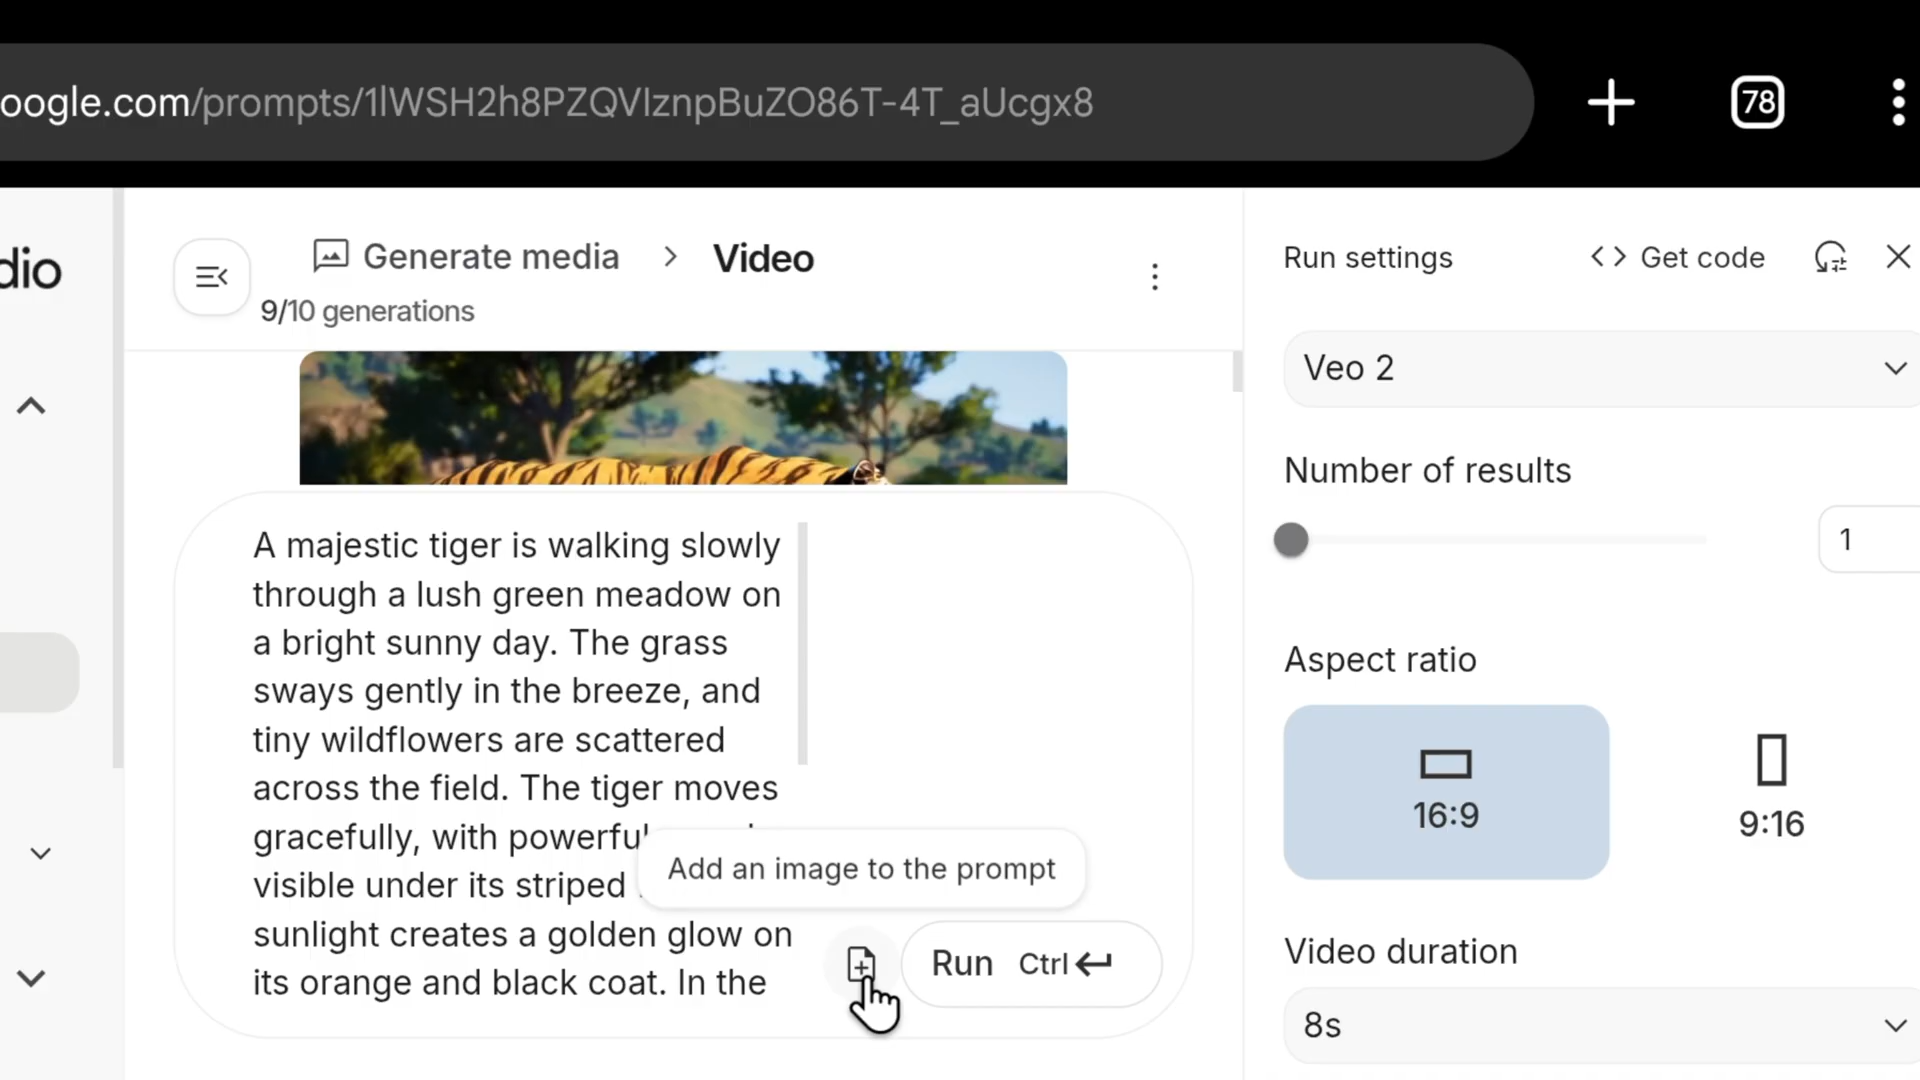 oogle.com/prompts/1lWSH2h8PZQVIznpBuZO86T-4T_aUcgx8
78
dio
Generate media > Video
9/10 generations
A majestic tiger is walking slowly
through a lush green meadow on
a bright sunny day. The grass
sways gently in the breeze, and
tiny wildflowers are scattered
across the field. The tiger moves
gracefully, with powerful
visible under its striped
sunlight creates a golden glow on
its orange and black coat. In the
Add an image to the prompt
Run Ctrl
Run settings
<> Get code
Veo 2
Number of results
1
Aspect ratio
16:9
9:16
Video duration
8s